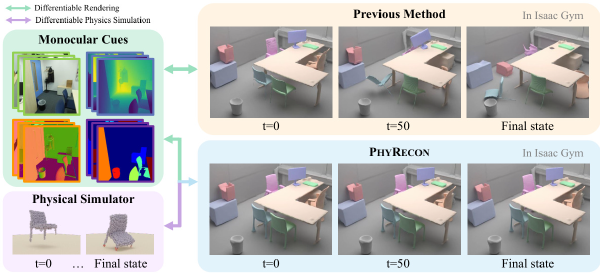 Differentiable Rendering
Differentiable Physics Simulation
Monocular Cues
Physical Simulator
t=0 ... Final state
Previous Method
In Isaac Gym
t=0 t=50 Final state
PHYRECON
In Isaac Gym
t=0 t=50 Final state